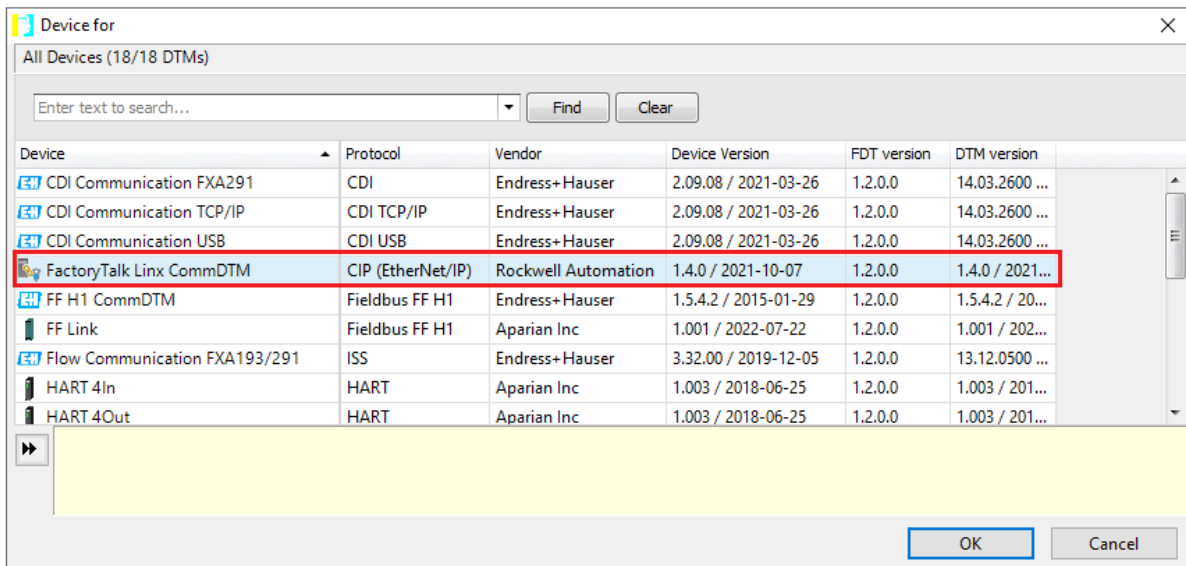 Device for
All Devices (18/18 DTMs)
Enter text to search... Find Clear
Device Protocol Vendor Device Version FDT version DTM version
CDI Communication FXA291 CDI Endress+Hauser 2.09.08 / 2021-03-26 1.2.0.0 14.03.2600 ...
CDI Communication TCP/IP CDI TCP/IP Endress+Hauser 2.09.08 / 2021-03-26 1.2.0.0 14.03.2600 ...
CDI Communication USB CDI USB Endress+Hauser 2.09.08 / 2021-03-26 1.2.0.0 14.03.2600 ...
FactoryTalk Linx CommDTM CIP (EtherNet/IP) Rockwell Automation 1.4.0 / 2021-10-07 1.2.0.0 1.4.0 / 2021...
FF H1 CommDTM Fieldbus FF H1 Endress+Hauser 1.5.4.2 / 2015-01-29 1.2.0.0 1.5.4.2 / 20...
FF Link Fieldbus FF H1 Aparian Inc 1.001 / 2022-07-22 1.2.0.0 1.001 / 202...
Flow Communication FXA193/291 ISS Endress+Hauser 3.32.00 / 2019-12-05 1.2.0.0 13.12.0500 ...
HART 4In HART Aparian Inc 1.003 / 2018-06-25 1.2.0.0 1.003 / 201...
HART 4Out HART Aparian Inc 1.003 / 2018-06-25 1.2.0.0 1.003 / 201...
OK Cancel